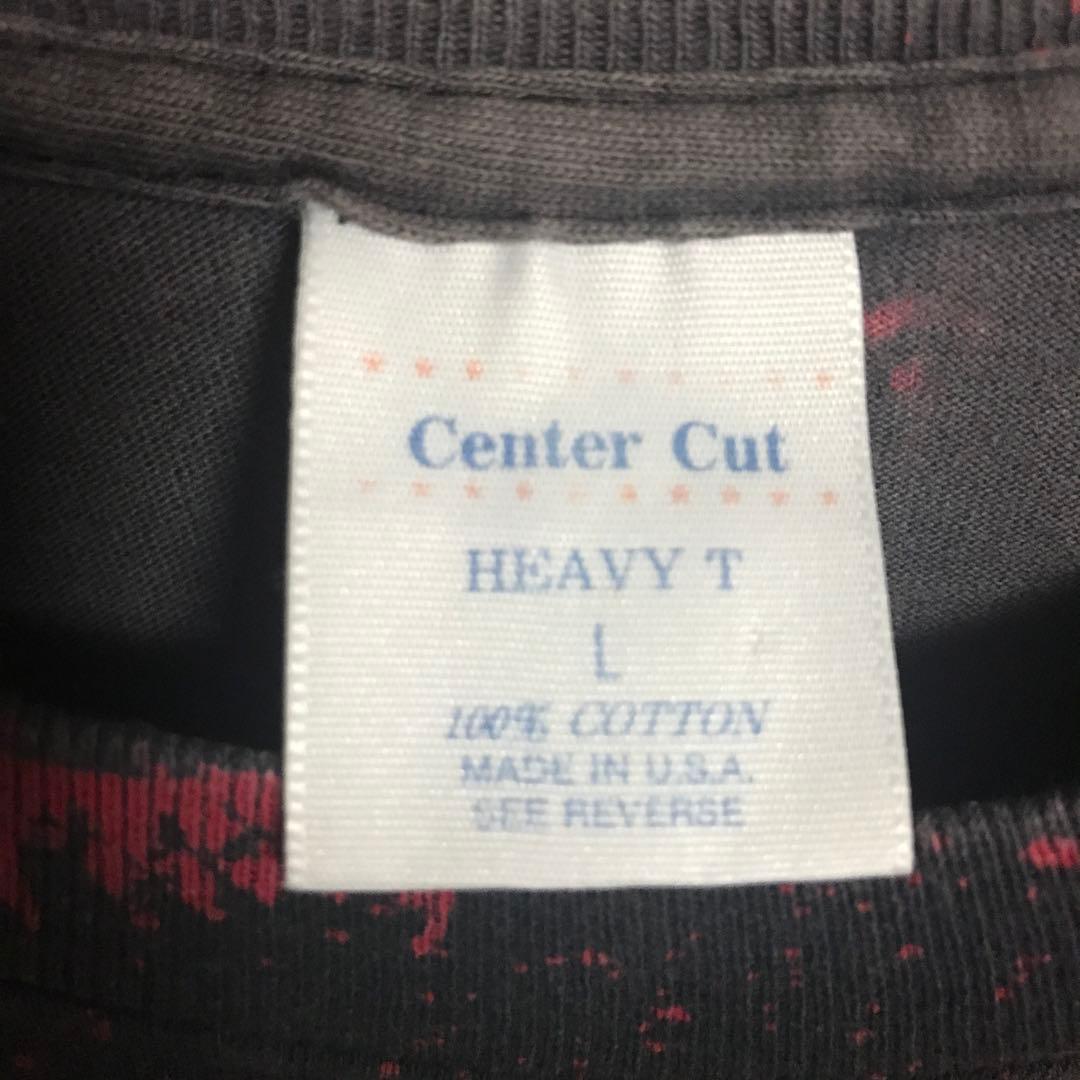 Center Cut
HEAVY T
L
100% COTTON
MADE IN U.S.A.
SEE REVERSE